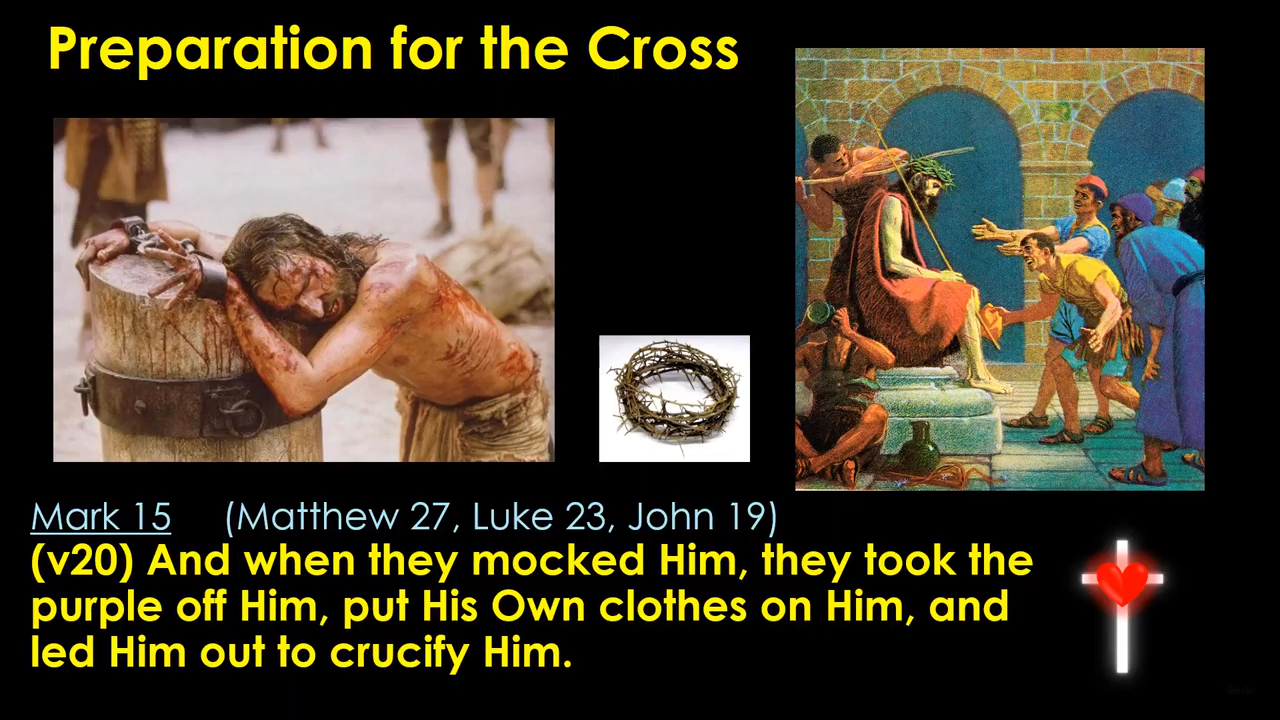 Preparation for the Cross
Mark 15 (Matthew 27, Luke 23, John 19)
(v20) And when they mocked Him, they took the
purple off Him, put His Own clothes on Him, and
led Him out to crucify Him.